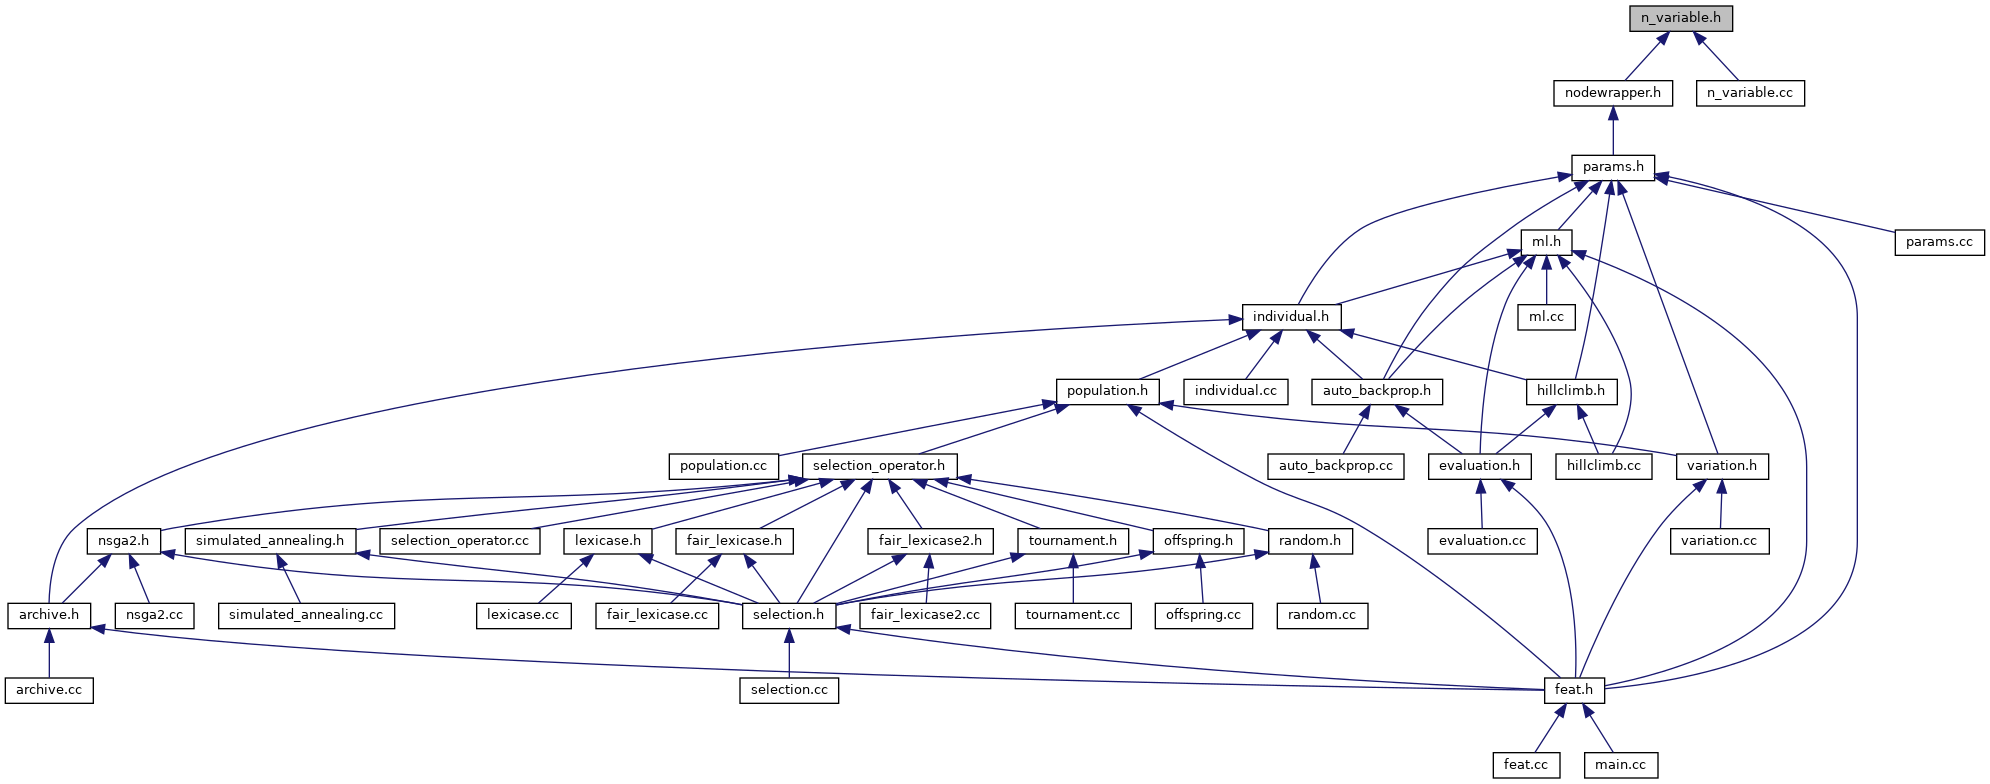 n_variable.h
nodewrapper.h
n_variable.cc
params.h
ml.h
params.cc
individual.h
ml.cc
population.h
individual.cc
auto_backprop.h
hillclimb.h
population.cc
selection_operator.h
auto_backprop.cc
evaluation.h
hillclimb.cc
variation.h
nsga2.h
simulated_annealing.h
selection_operator.cc
lexicase.h
fair_lexicase.h
fair_lexicase2.h
tournament.h
offspring.h
random.h
evaluation.cc
variation.cc
archive.h
nsga2.cc
simulated_annealing.cc
lexicase.cc
fair_lexicase.cc
selection.h
fair_lexicase2.cc
tournament.cc
offspring.cc
random.cc
archive.cc
selection.cc
feat.h
feat.cc
main.cc